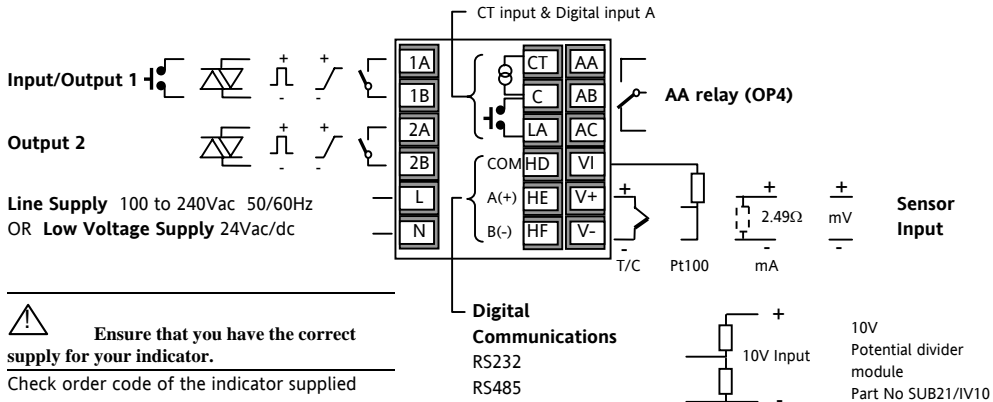 CT input & Digital input A
Input/Output 1
+ +
- -
1A
1B
2A
2B
L
N
CT
C
LA
COM HD
A(+) HE
B(-) HF
AA
AB
AC
VI
V+
V-
AA relay (OP4)
Output 2
+ +
- -
Line Supply 100 to 240Vac 50/60Hz
OR Low Voltage Supply 24Vac/dc
+
-
T/C
Pt100
+
2.49Ω
-
mA
+
mV
-
Sensor
Input
Ensure that you have the correct
supply for your indicator.
Check order code of the indicator supplied
Digital
Communications
RS232
RS485
+
10V Input
-
10V
Potential divider
module
Part No SUB21/IV10